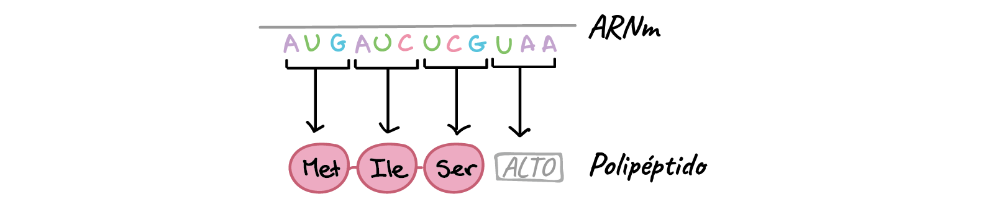 ARNm
A U G A U C U C G U A A
Met Ile Ser ALTO Polipéptido